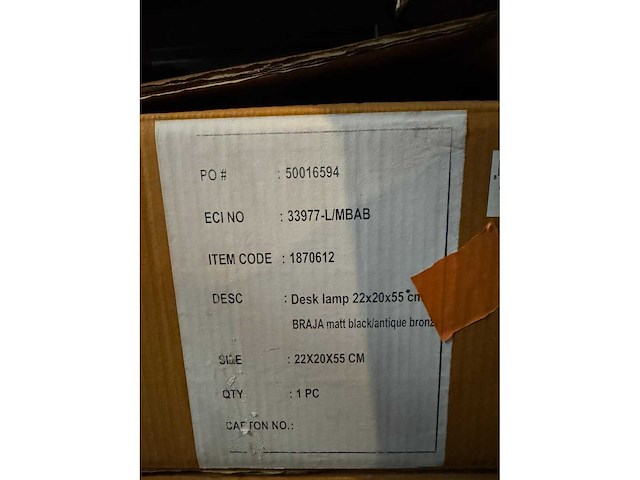 PO # : 50016594
ECI NO : 33977-L/MBAB
ITEM CODE : 1870612
DESC : Desk lamp 22x20x55 cm
BRAJA matt black/antique bronz
SIZE : 22X20X55 CM
QTY : 1 PC
CARTON NO.: